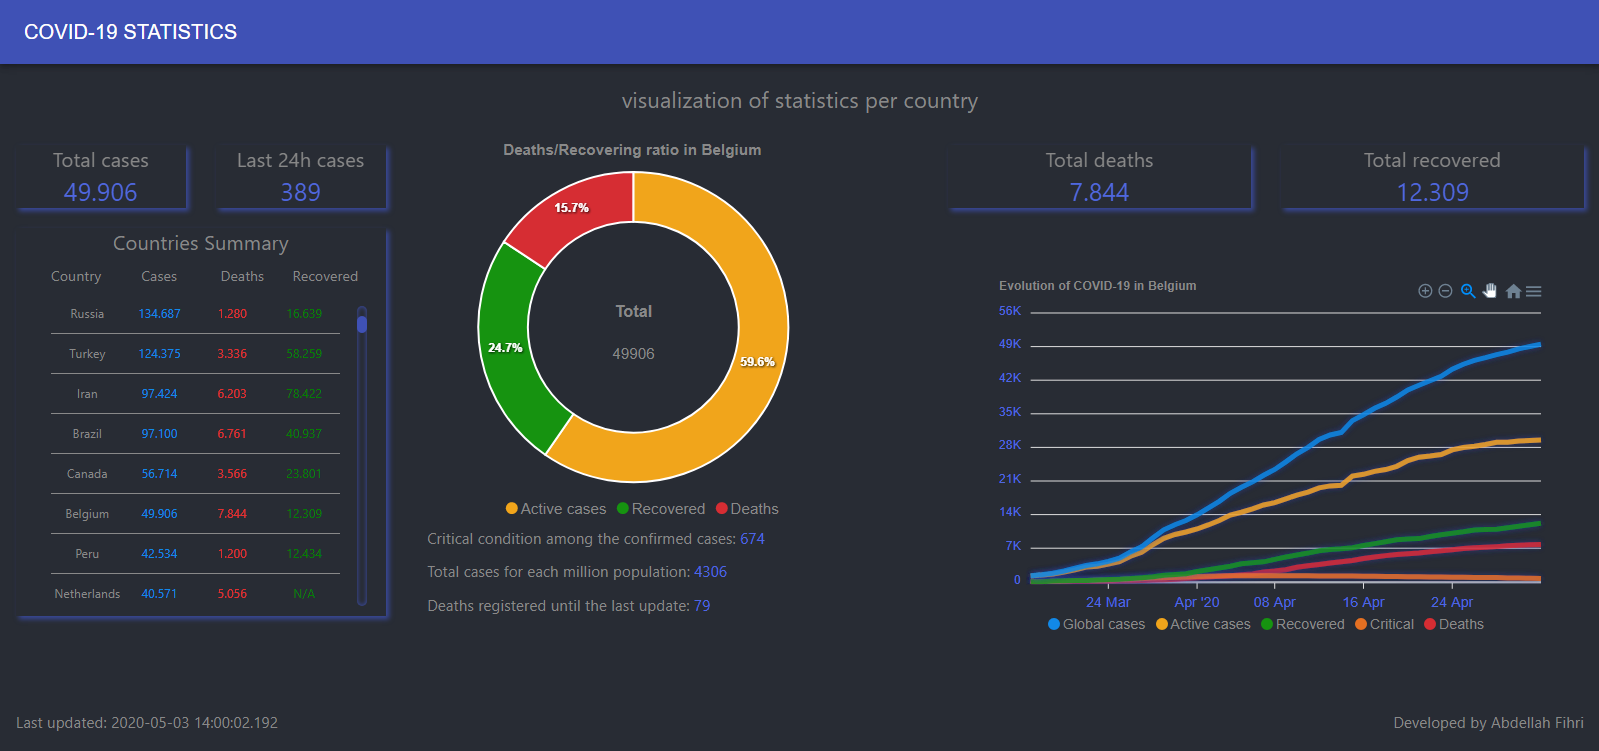 COVID-19 STATISTICS
visualization of statistics per country
Total cases
49.906
Last 24h cases
389
Countries Summary
Country Cases Deaths Recovered
Russia 134.687 1.280 16.639
Turkey 124.375 3.336 58.259
Iran 97.424 6.203 78.422
Brazil 97.100 6.761 40.937
Canada 56.714 3.566 23.801
Belgium 49.906 7.844 12.309
Peru 42.534 1.200 12.434
Netherlands 40.571 5.056 N/A
Deaths/Recovering ratio in Belgium
15.7%
24.7%
59.6%
Total
49906
Active cases Recovered Deaths
Critical condition among the confirmed cases: 674
Total cases for each million population: 4306
Deaths registered until the last update: 79
Total deaths
7.844
Total recovered
12.309
Evolution of COVID-19 in Belgium
56K
49K
42K
35K
28K
21K
14K
7K
0
24 Mar Apr '20 08 Apr 16 Apr 24 Apr
Global cases Active cases Recovered Critical Deaths
Last updated: 2020-05-03 14:00:02.192
Developed by Abdellah Fihri